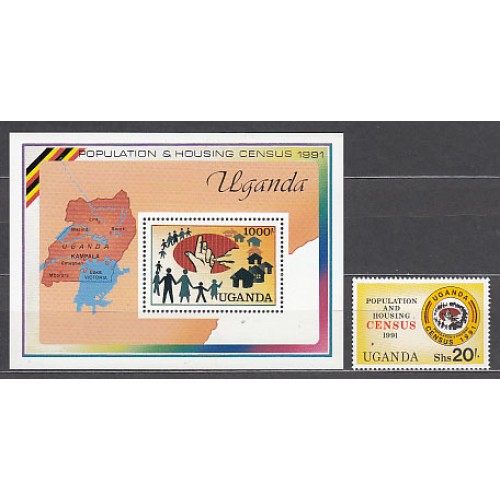 POPULATION & HOUSING CENSUS 1991
Uganda
1000/-
UGANDA
UGANDA
KAMPALA
Lake
VICTORIA
POPULATION
AND
HOUSING
CENSUS
1991
UGANDA
Shs 20/-
UGANDA
CENSUS 1991